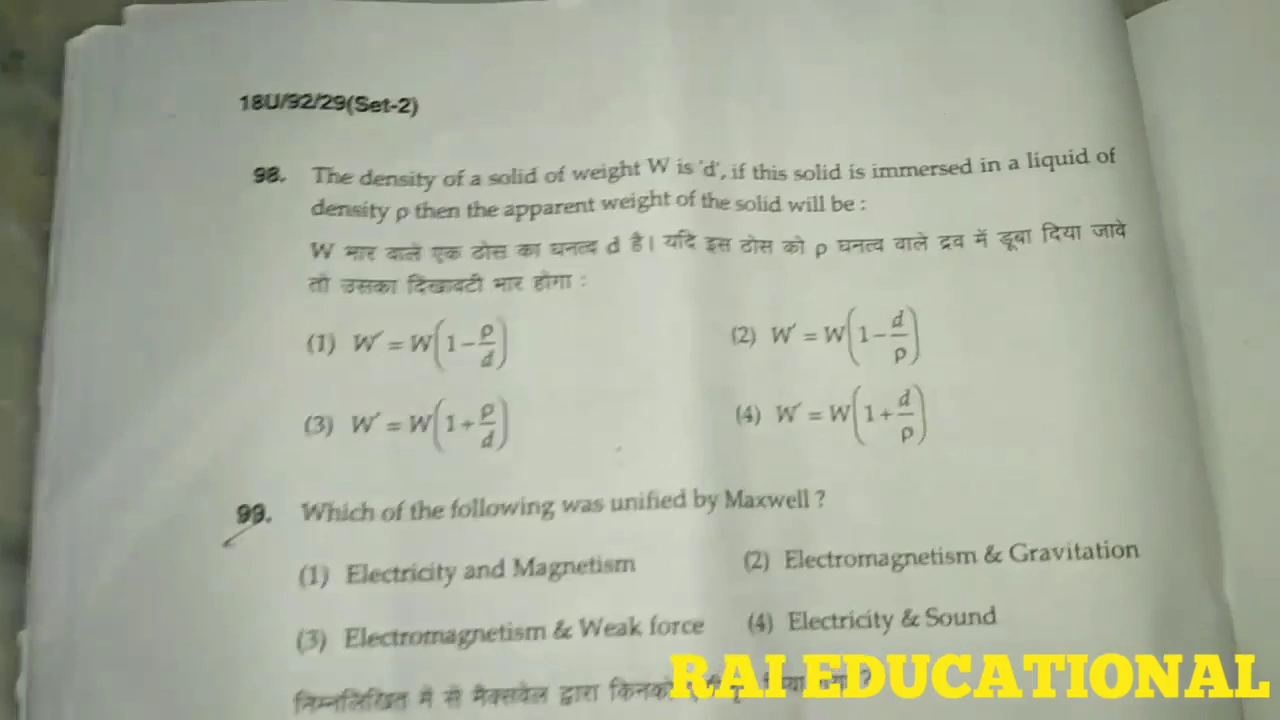 18U/92/29(Set-2)
98. The density of a solid of weight W is 'd', if this solid is immersed in a liquid of
density ρ then the apparent weight of the solid will be :
W भार वाले एक ठोस का घनत्व d है। यदि इस ठोस को ρ घनत्व वाले द्रव में डूबा दिया जावे
तो उसका दिखावटी भार होगा :
(1) W' = W(1 - ρ/d) (2) W' = W(1 - d/ρ)
(3) W' = W(1 + ρ/d) (4) W' = W(1 + d/ρ)
99. Which of the following was unified by Maxwell ?
(1) Electricity and Magnetism (2) Electromagnetism & Gravitation
(3) Electromagnetism & Weak force (4) Electricity & Sound
निम्नलिखित में से मैक्सवेल द्वारा
RAI EDUCATIONAL